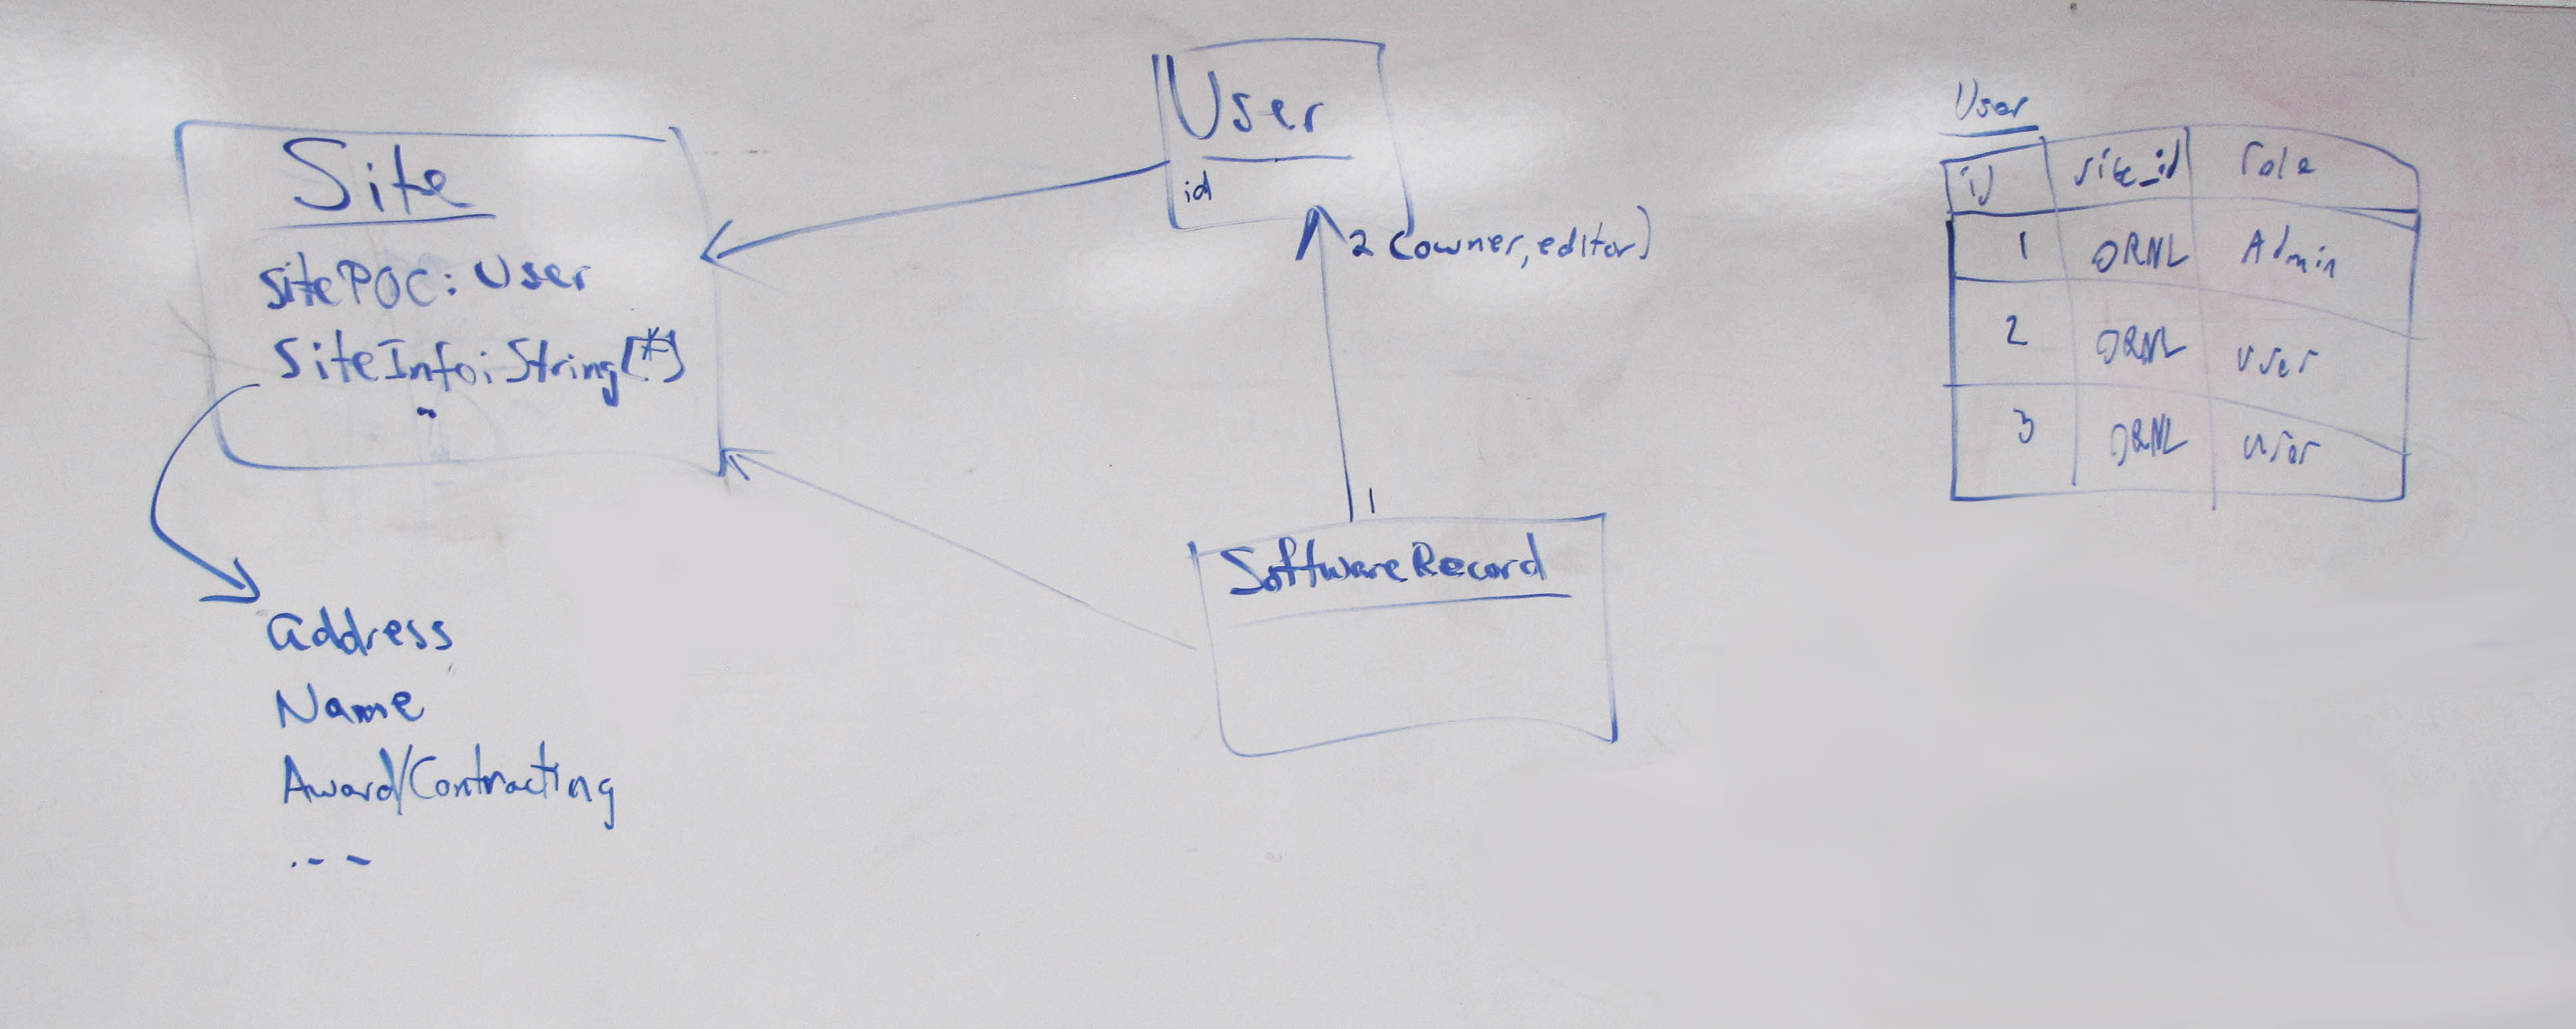 Site
sitePOC: User
SiteInfo: String[*]
address
Name
Award/Contracting
...
User
id
2 (owner, editor)
1
SoftwareRecord
User
id site_id role
1 ORNL Admin
2 ORNL user
3 ORNL user